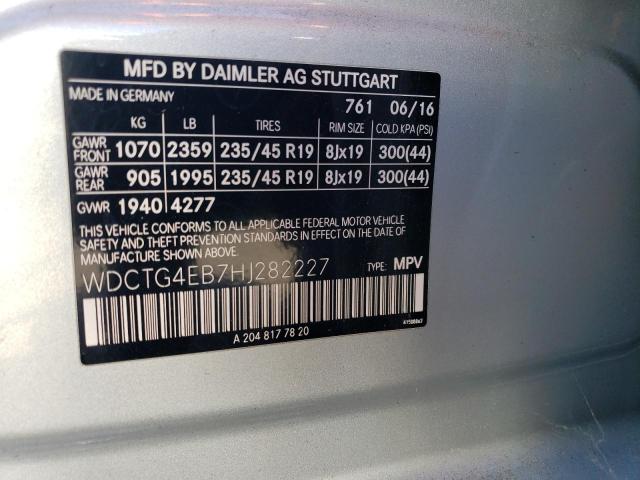 MFD BY DAIMLER AG STUTTGART
MADE IN GERMANY 761 06/16
KG LB TIRES RIM SIZE COLD KPA (PSI)
GAWR FRONT 1070 2359 235/45 R19 8Jx19 300(44)
GAWR REAR 905 1995 235/45 R19 8Jx19 300(44)
GVWR 1940 4277
THIS VEHICLE CONFORMS TO ALL APPLICABLE FEDERAL MOTOR VEHICLE
SAFETY AND THEFT PREVENTION STANDARDS IN EFFECT ON THE DATE
OF MANUFACTURE SHOWN ABOVE.
WDCTG4EB7HJ282227 TYPE: MPV
A 204 817 78 20